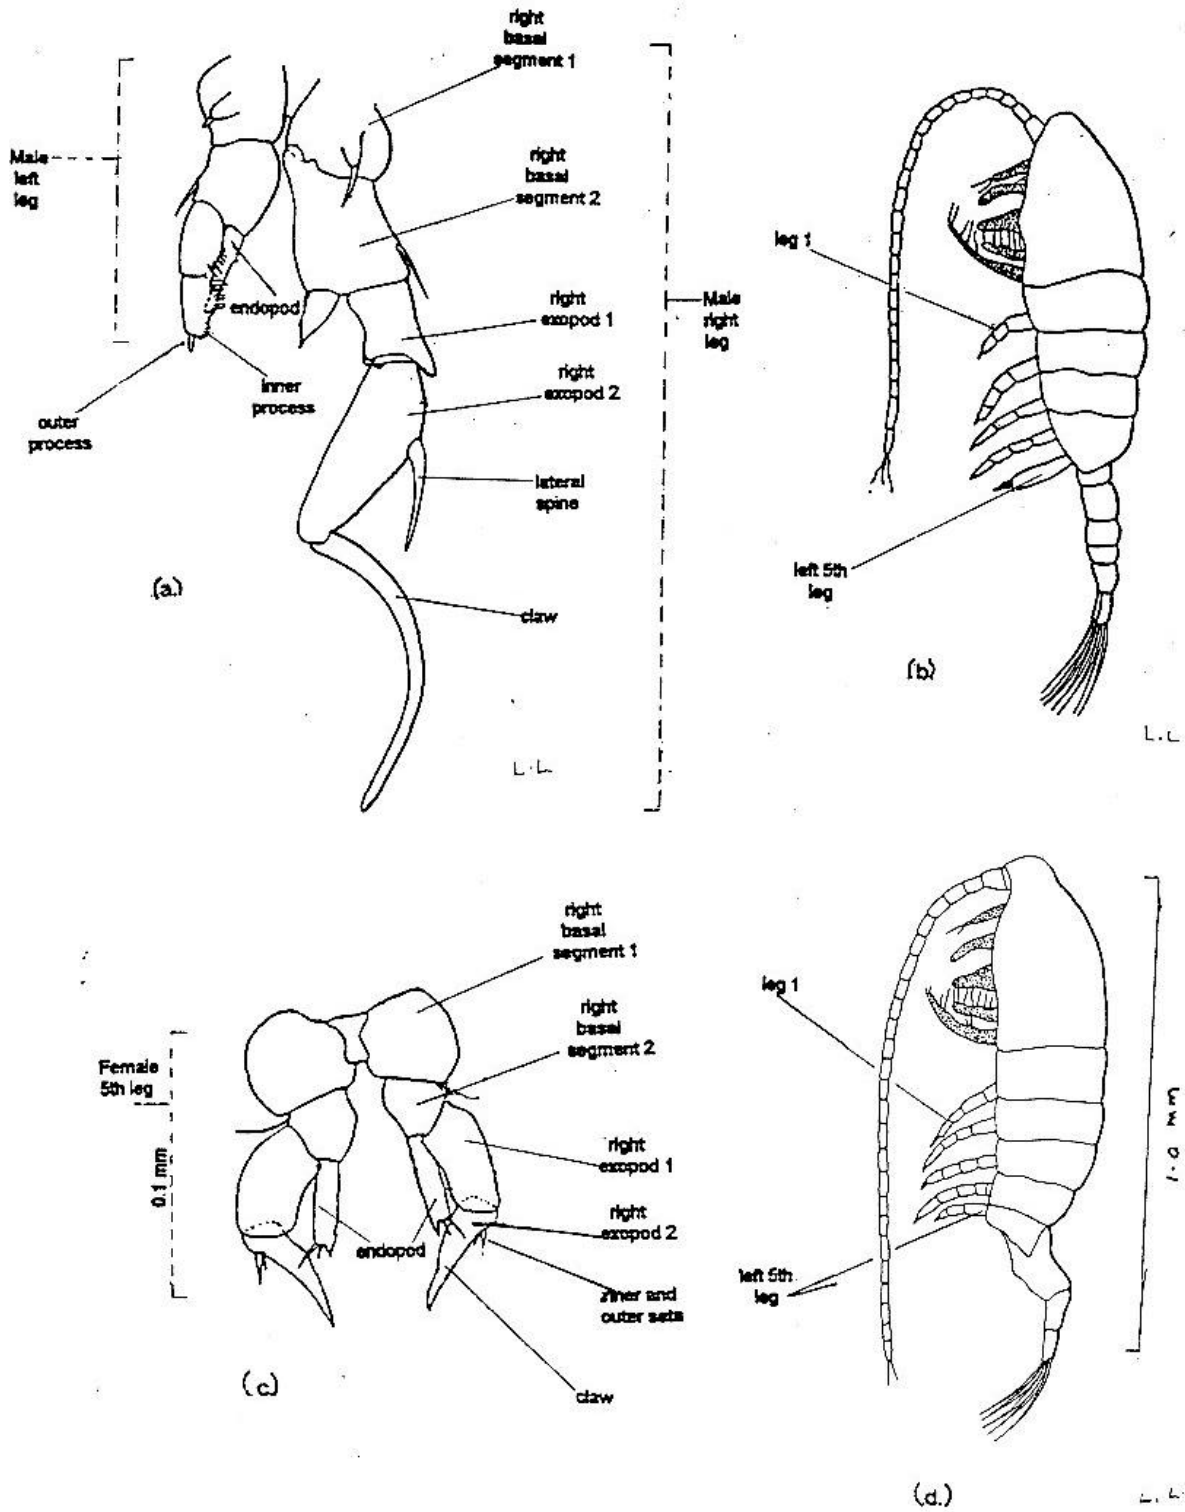 right
basal
segment 1
Male
left
leg
right
basal
segment 2
endopod
right
exopod 1
inner
process
right
exopod 2
outer
process
lateral
spine
Male
right
leg
(a.)
claw
L.L.
leg 1
left 5th
leg
(b)
L.L
right
basal
segment 1
right
basal
segment 2
Female
5th leg
0.1 mm
right
exopod 1
endopod
right
exopod 2
inner and
outer seta
claw
(c)
leg 1
left 5th
leg
1.0 mm
(d.)
L.L.